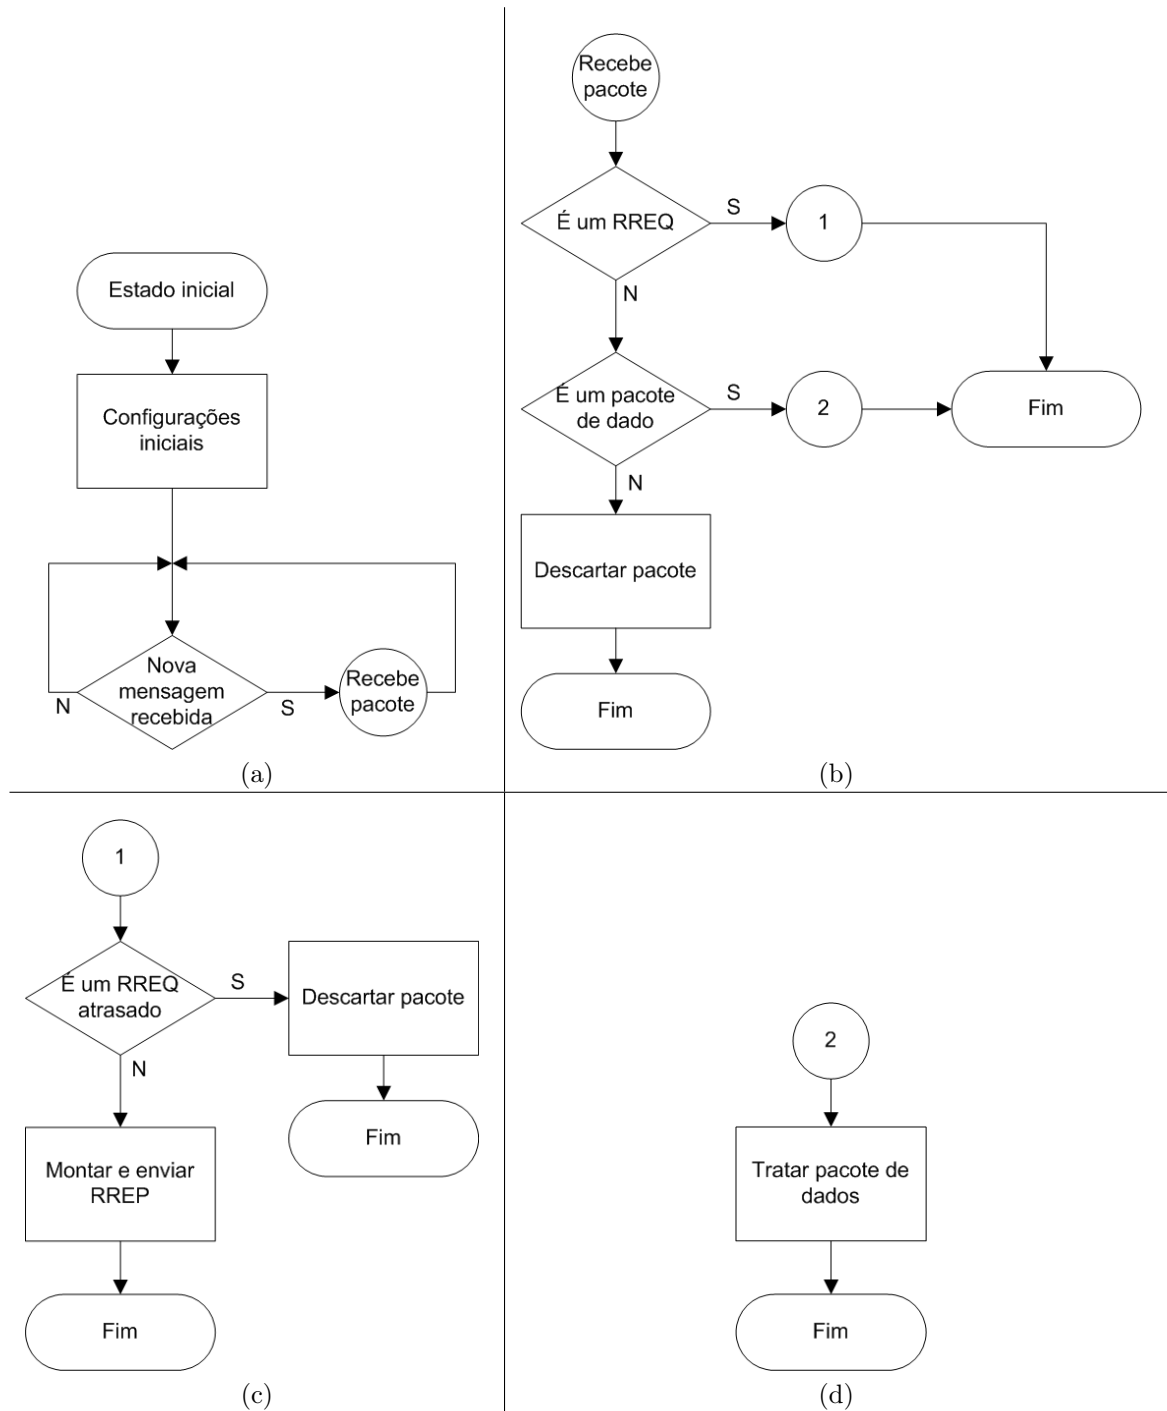 Estado inicial
Configurações
iniciais
Nova
mensagem
recebida
N
S
Recebe
pacote
(a)
Recebe
pacote
É um RREQ
S
1
N
É um pacote
de dado
S
2
Fim
N
Descartar pacote
Fim
(b)
1
É um RREQ
atrasado
S
Descartar pacote
N
Fim
Montar e enviar
RREP
Fim
(c)
2
Tratar pacote de
dados
Fim
(d)